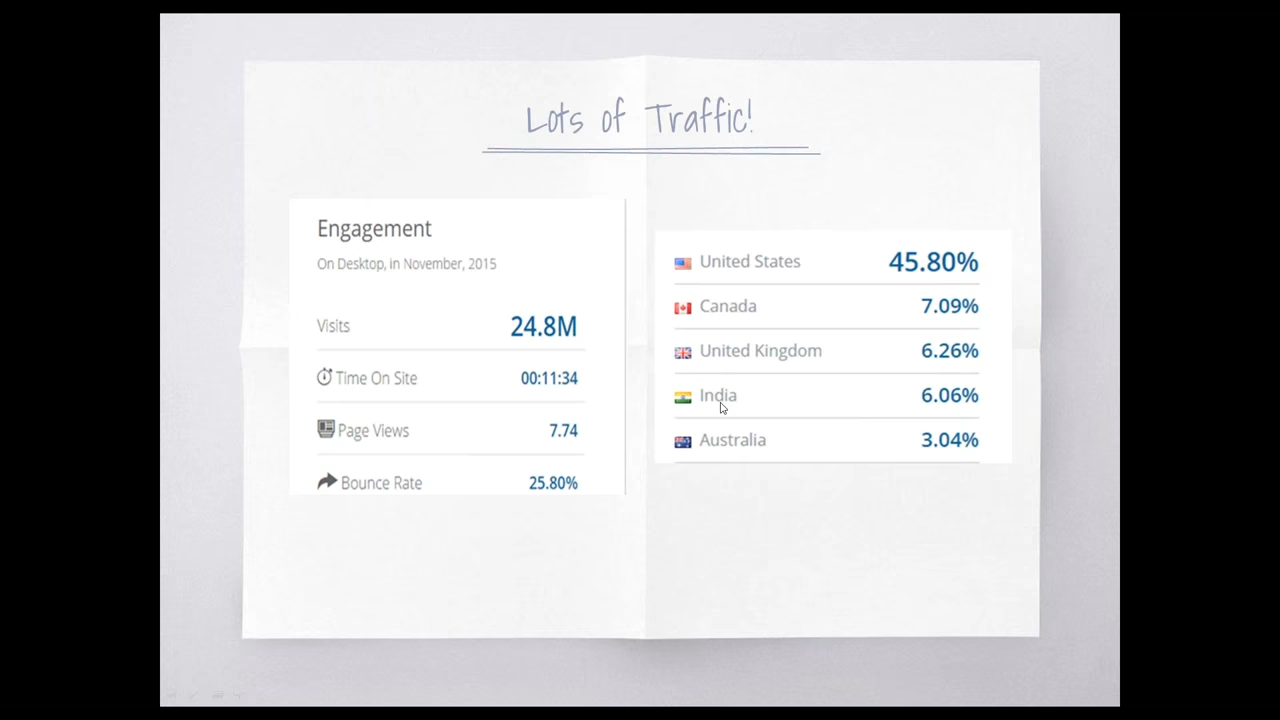 Lots of Traffic!
Engagement
On Desktop, in November, 2015
Visits 24.8M
Time On Site 00:11:34
Page Views 7.74
Bounce Rate 25.80%
United States 45.80%
Canada 7.09%
United Kingdom 6.26%
India 6.06%
Australia 3.04%